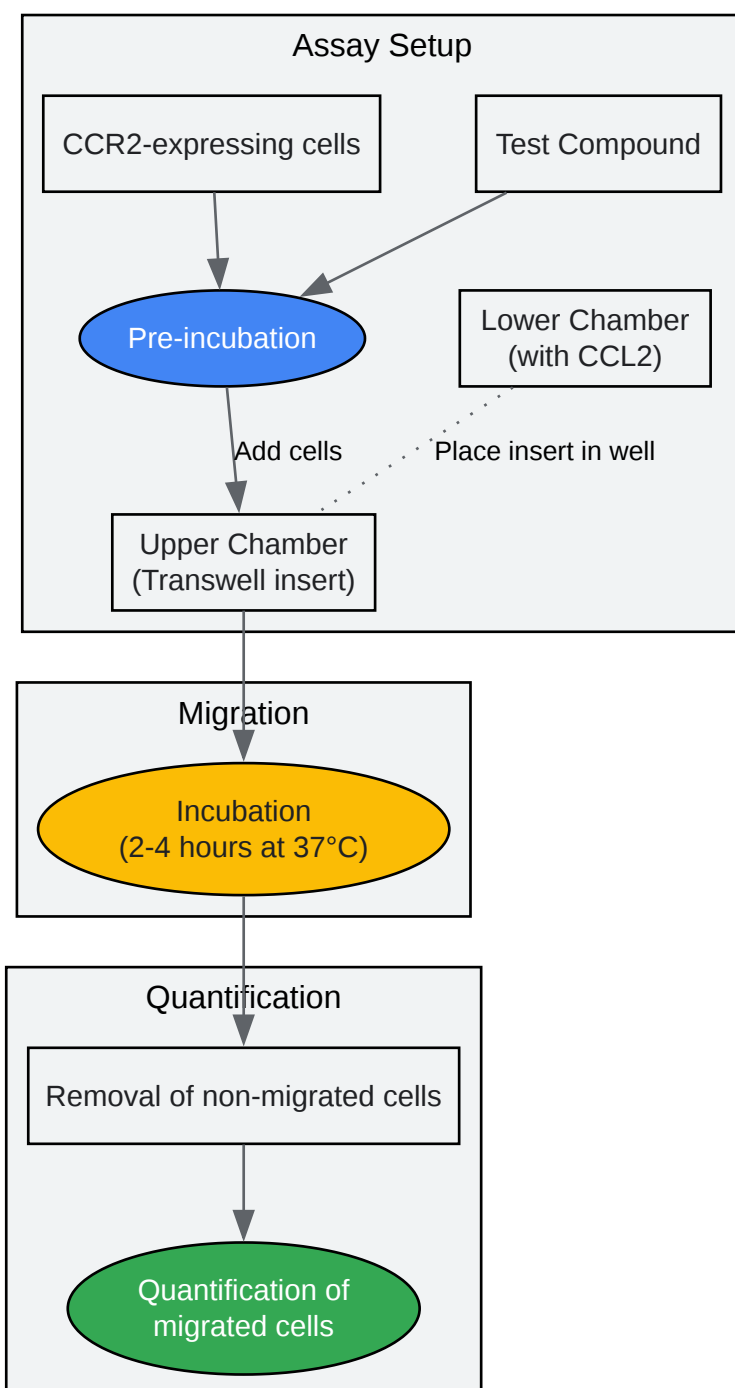 Assay Setup
CCR2-expressing cells
Test Compound
Pre-incubation
Lower Chamber
(with CCL2)
Add cells
Place insert in well
Upper Chamber
(Transwell insert)
Migration
Incubation
(2-4 hours at 37°C)
Quantification
Removal of non-migrated cells
Quantification of
migrated cells